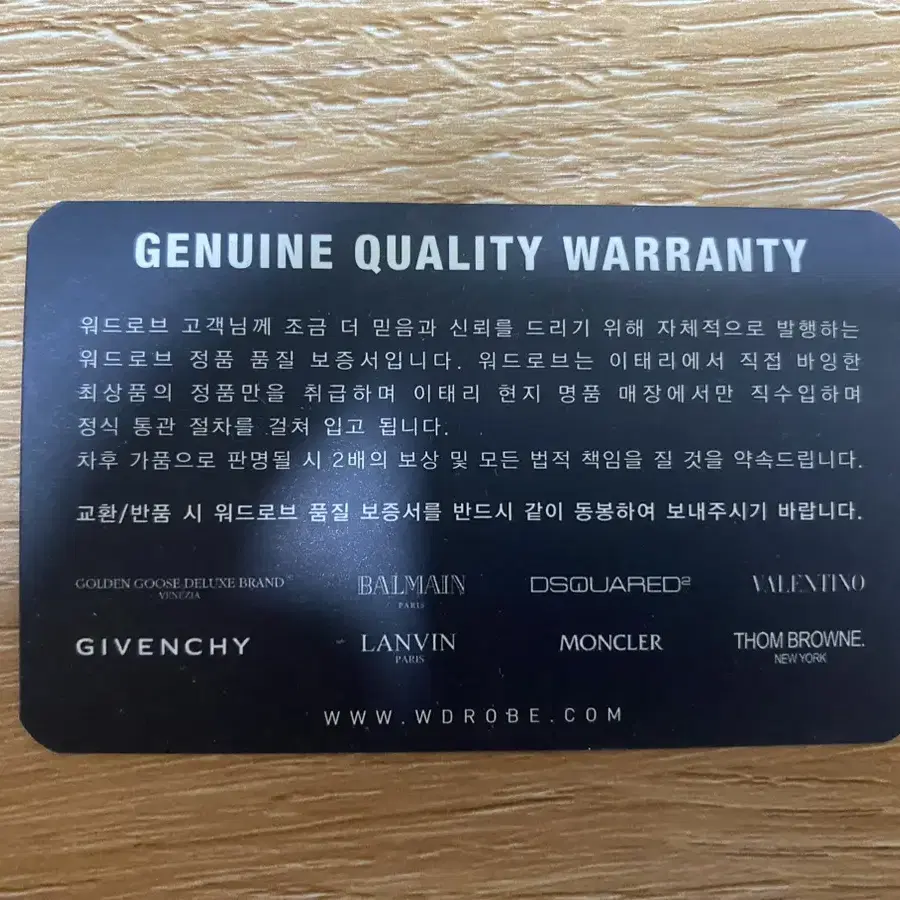 GENUINE QUALITY WARRANTY
워드로브 고객님께 조금 더 믿음과 신뢰를 드리기 위해 자체적으로 발행하는
워드로브 정품 품질 보증서입니다. 워드로브는 이태리에서 직접 바잉한
최상품의 정품만을 취급하며 이태리 현지 명품 매장에서만 직수입하며
정식 통관 절차를 걸쳐 입고 됩니다.
차후 가품으로 판명될 시 2배의 보상 및 모든 법적 책임을 질 것을 약속드립니다.
교환/반품 시 워드로브 품질 보증서를 반드시 같이 동봉하여 보내주시기 바랍니다.
GOLDEN GOOSE DELUXE BRAND BALMAIN DSQUARED² VALENTINO
VENEZIA PARIS
GIVENCHY LANVIN MONCLER THOM BROWNE.
PARIS NEW YORK
WWW.WDROBE.COM